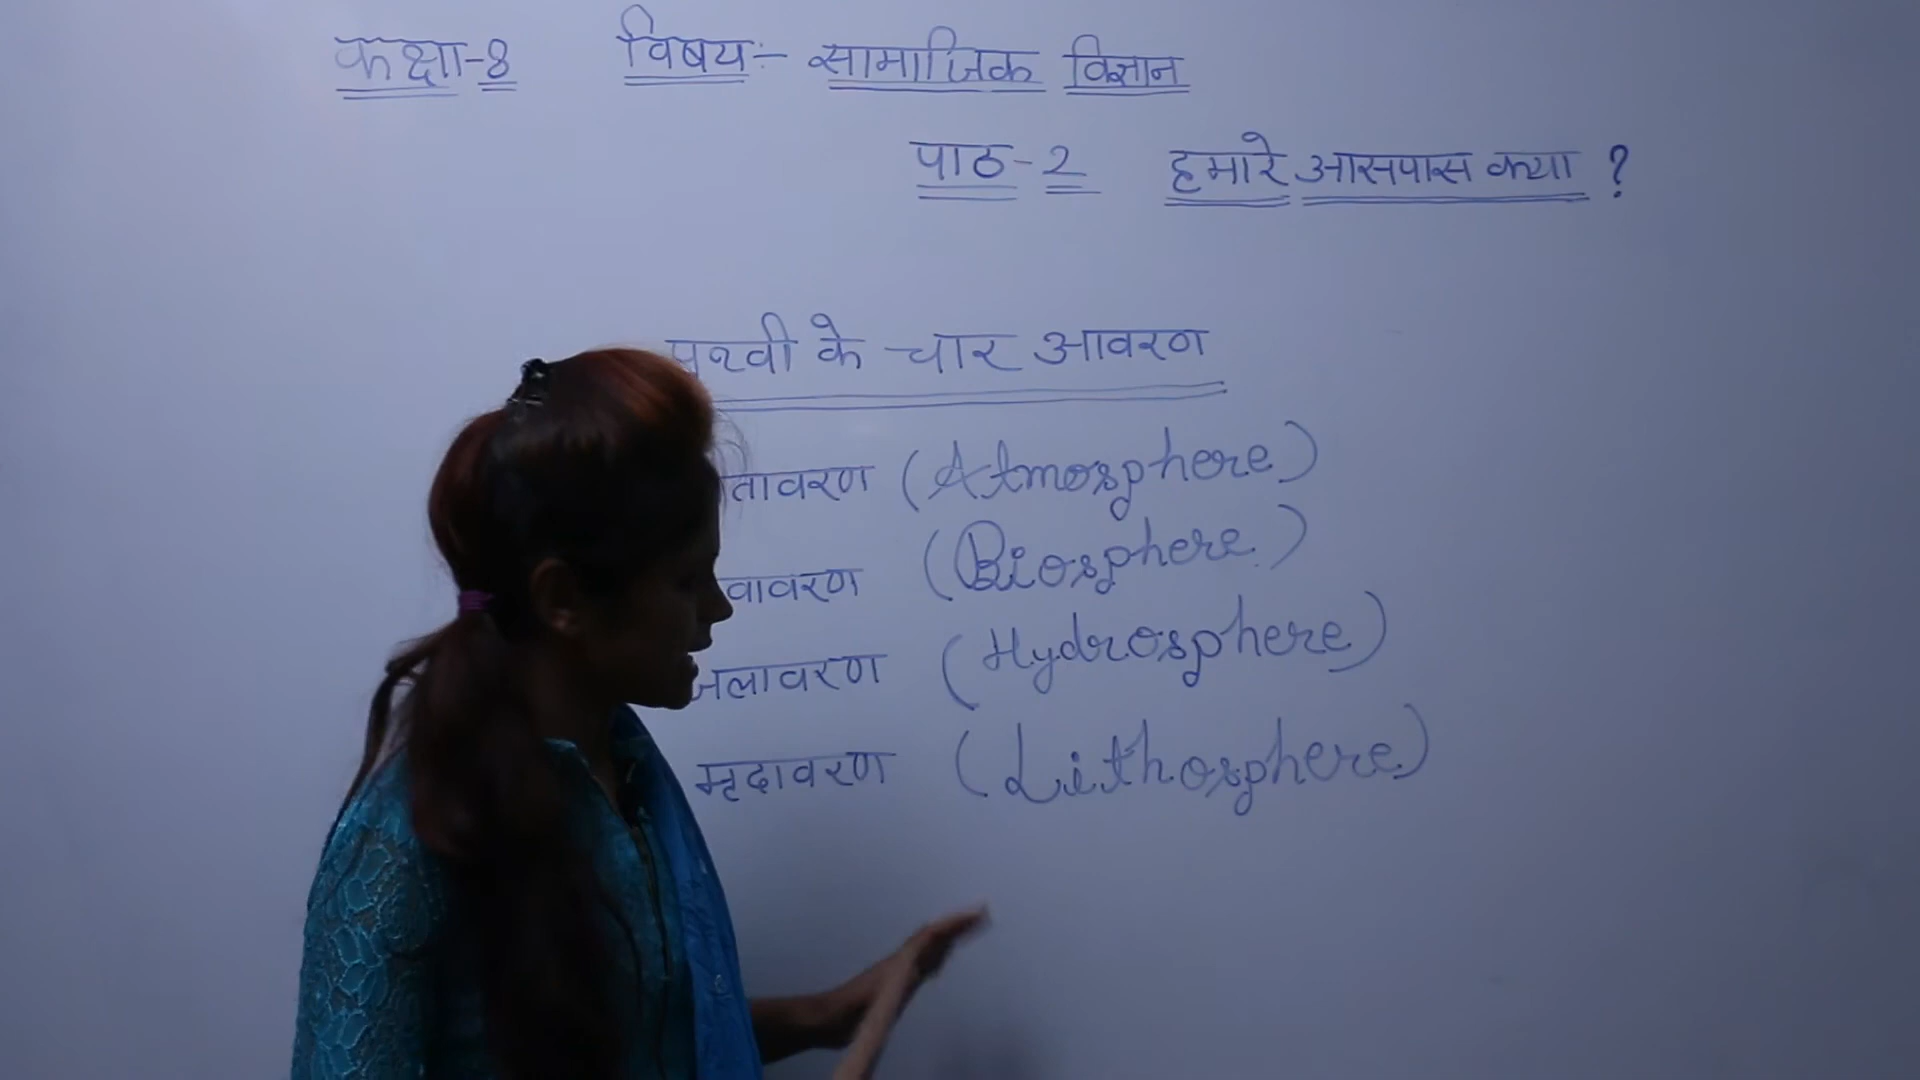 कक्षा-8 विषय:- सामाजिक विज्ञान
पाठ-2 हमारे आसपास क्या ?
पृथ्वी के चार आवरण
तावरण (Atmosphere)
वावरण (Biosphere)
जलावरण (Hydrosphere)
मृदावरण (Lithosphere)